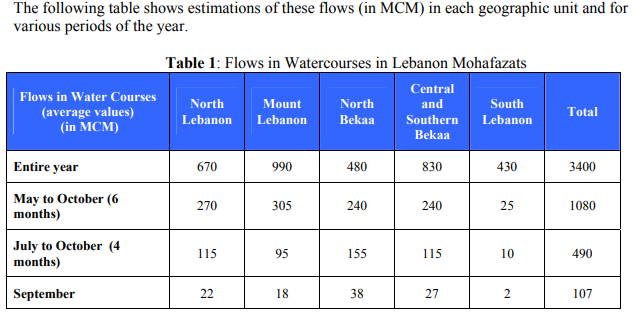 The following table shows estimations of these flows (in MCM) in each geographic unit and for
various periods of the year.
Table 1: Flows in Watercourses in Lebanon Mohafazats
Flows in Water Courses (average values) (in MCM) North Lebanon Mount Lebanon North Bekaa Central and Southern Bekaa South Lebanon Total
Entire year 670 990 480 830 430 3400
May to October (6 months) 270 305 240 240 25 1080
July to October (4 months) 115 95 155 115 10 490
September 22 18 38 27 2 107